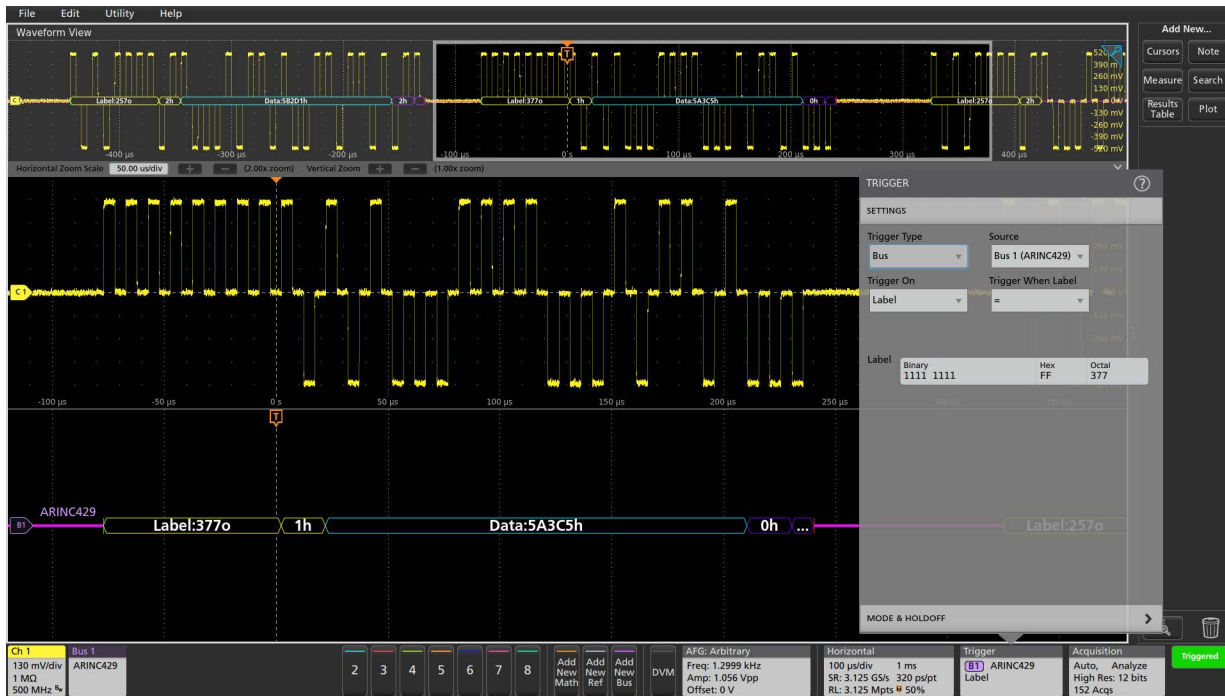 File Edit Utility Help
Waveform View
Add New...
Cursors Note
Measure Search
Results Table Plot
390 m
260 mV
130 mV
-130 mV
-260 mV
-390 mV
-520 mV
C
Label:257o 2h Data:5B2D1h 2h Label:377o 1h Data:5A3C5h 0h Label:257o 2h
T
-400 µs -300 µs -200 µs -100 µs 0 s 100 µs 200 µs 300 µs 400 µs
Horizontal Zoom Scale 50.00 us/div + − (2.00x zoom) Vertical Zoom + − (1.00x zoom)
C 1
-100 µs -50 µs 0 s 50 µs 100 µs 150 µs 200 µs 250 µs
T
ARINC429
B1 Label:377o 1h Data:5A3C5h 0h ... Label:257o
TRIGGER ?
SETTINGS
Trigger Type Source
Bus Bus 1 (ARINC429)
Trigger On Trigger When Label
Label =
Label Binary Hex Octal
1111 1111 FF 377
MODE & HOLDOFF
Ch 1
130 mV/div
1 MΩ
500 MHz
Bus 1
ARINC429
2 3 4 5 6 7 8
Add New Math
Add New Ref
Add New Bus
DVM
AFG: Arbitrary
Freq: 1.2999 kHz
Amp: 1.056 Vpp
Offset: 0 V
Horizontal
100 µs/div 1 ms
SR: 3.125 GS/s 320 ps/pt
RL: 3.125 Mpts 50%
Trigger
B1 ARINC429
Label
Acquisition
Auto, Analyze
High Res: 12 bits
152 Acqs
Triggered